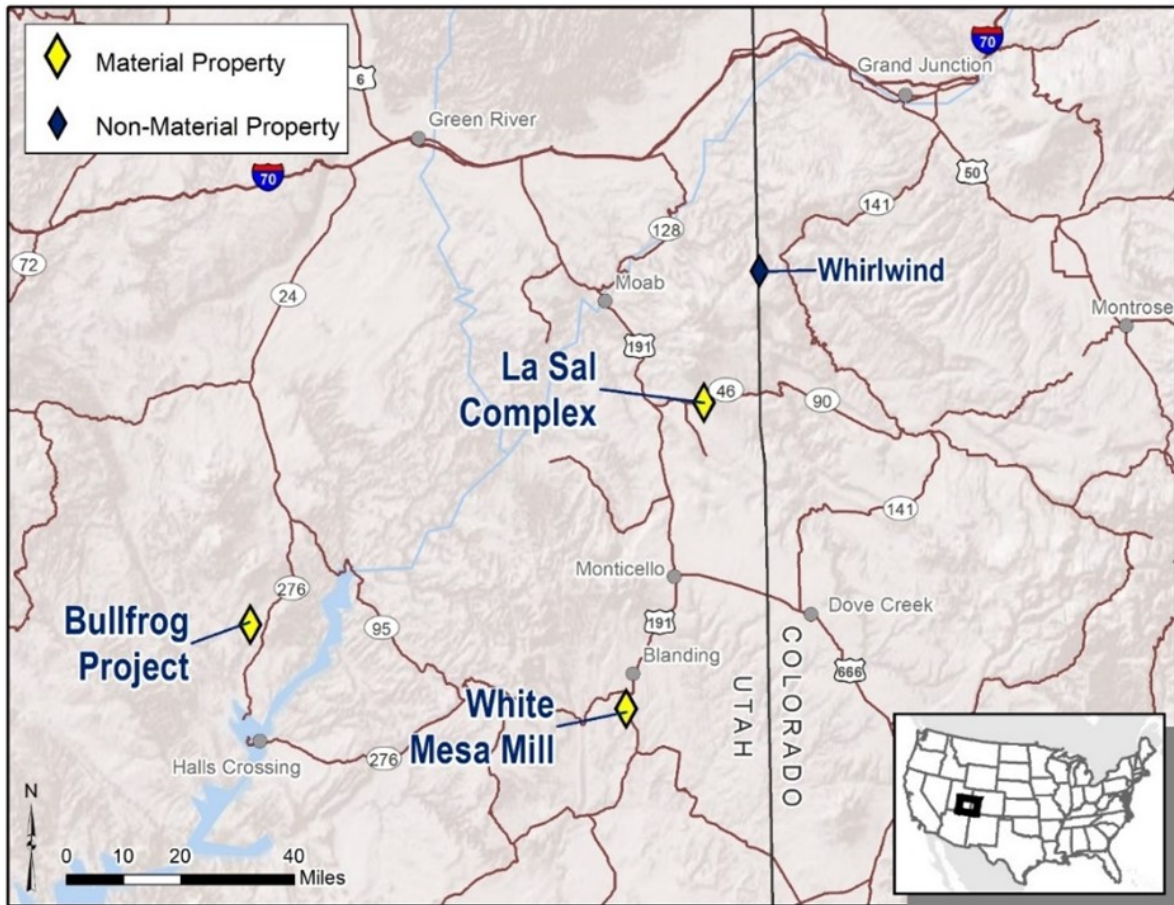 Material Property
Non-Material Property
6
70
Green River
70
Grand Junction
50
141
128
72
24
Moab
Whirlwind
Montrose
191
La Sal
Complex
46
90
141
Monticello
276
Dove Creek
Bullfrog
Project
95
191
Blanding
666
UTAH
COLORADO
White
Mesa Mill
Halls Crossing
276
N
0 10 20 40
Miles